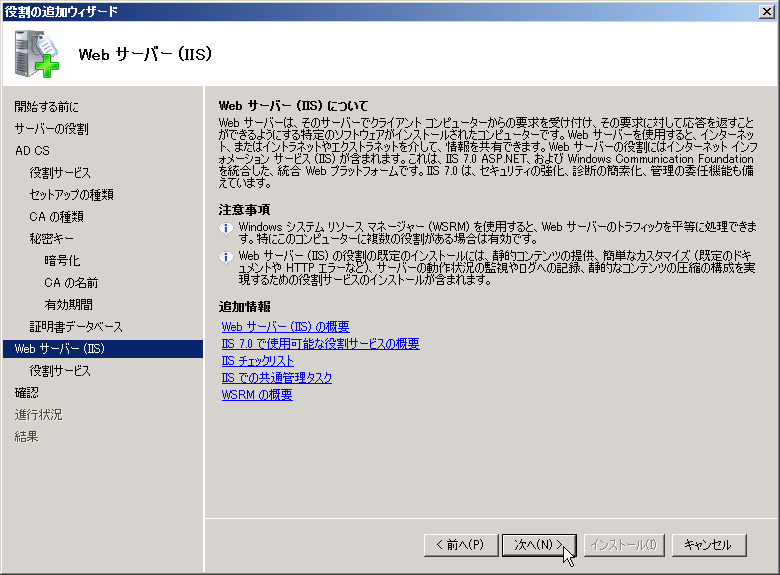 役割の追加ウィザード
Web サーバー (IIS)
開始する前に
サーバーの役割
AD CS
役割サービス
セットアップの種類
CA の種類
秘密キー
暗号化
CA の名前
有効期間
証明書データベース
Web サーバー (IIS)
役割サービス
確認
進行状況
結果
Web サーバー (IIS) について
Web サーバーは、そのサーバーでクライアント コンピューターからの要求を受け付け、その要求に対して応答を返すこと
ができるようにする特定のソフトウェアがインストールされたコンピューターです。Web サーバーを使用すると、インターネッ
ト、またはイントラネットやエクストラネットを介して、情報を共有できます。Web サーバーの役割にはインターネット インフ
ォメーション サービス (IIS) が含まれます。これは、IIS 7.0 ASP.NET、および Windows Communication Foundation
を統合した、統合 Web プラットフォームです。IIS 7.0 は、セキュリティの強化、診断の簡素化、管理の委任機能も備
えています。
注意事項
Windows システム リソース マネージャー (WSRM) を使用すると、Web サーバーのトラフィックを平等に処理できま
す。特にこのコンピューターに複数の役割がある場合は有効です。
Web サーバー (IIS) の役割の既定のインストールには、静的コンテンツの提供、簡単なカスタマイズ (既定のドキ
ュメントや HTTP エラーなど)、サーバーの動作状況の監視やログへの記録、静的なコンテンツの圧縮の構成を実
現するための役割サービスのインストールが含まれます。
追加情報
Web サーバー (IIS) の概要
IIS 7.0 で使用可能な役割サービスの概要
IIS チェックリスト
IIS での共通管理タスク
WSRM の概要
< 前へ(P) 次へ(N) > インストール(I) キャンセル